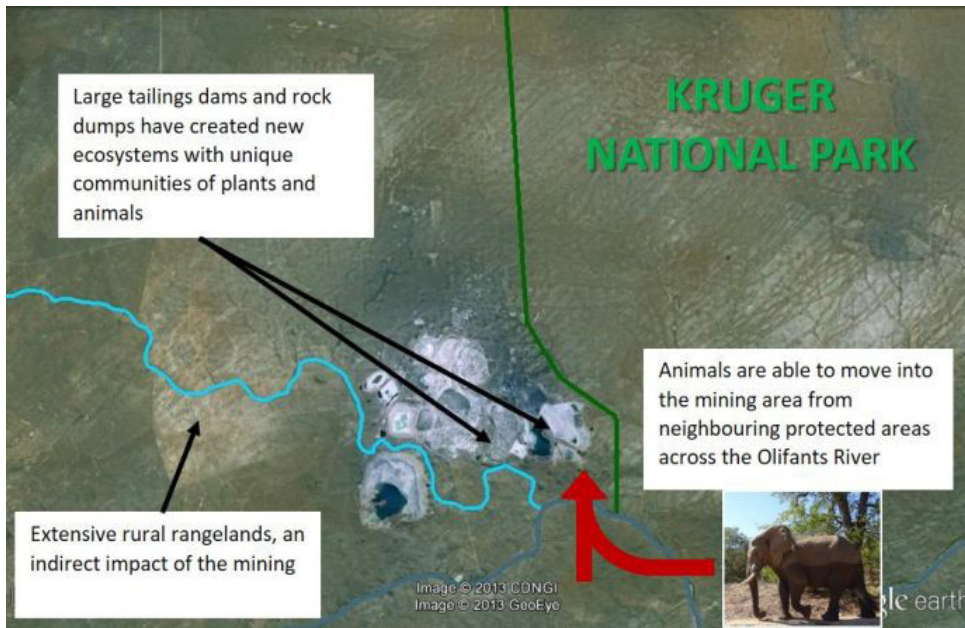 KRUGER
NATIONAL PARK
Large tailings dams and rock
dumps have created new
ecosystems with unique
communities of plants and
animals
Animals are able to move into
the mining area from
neighbouring protected areas
across the Olifants River
Extensive rural rangelands, an
indirect impact of the mining
Image © 2013 CDNGI
Image © 2013 GeoEye
gle earth